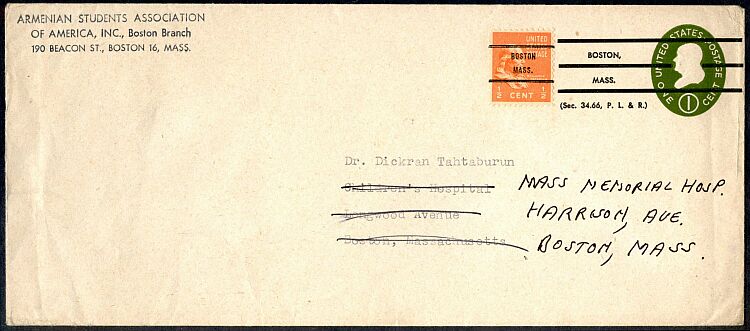 ARMENIAN STUDENTS ASSOCIATION
OF AMERICA, INC., Boston Branch
190 BEACON ST., BOSTON 16, MASS.
UNITED
BOSTON
MASS.
1/2 CENT 1/2
BOSTON,
MASS.
(Sec. 34.66, P. L. & R.)
UNITED STATES POSTAGE
ONE 1 CENT
Dr. Dickran Tahtaburun
Children's Hospital
Longwood Avenue
Boston, Massachusetts
MASS MEMORIAL HOSP.
HARRISON, AVE.
BOSTON, MASS.